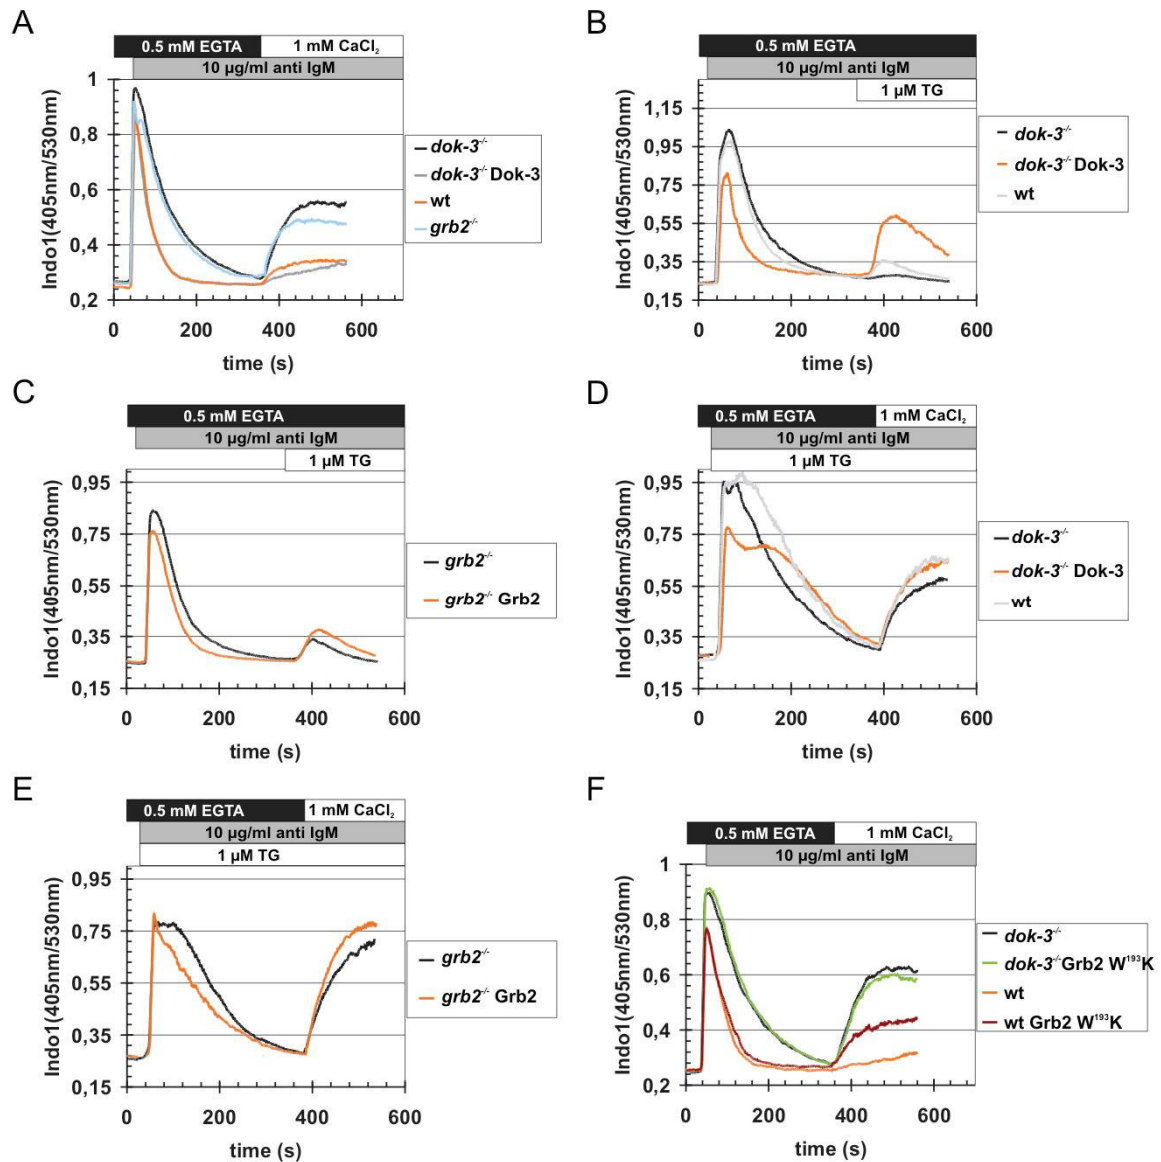 A
0.5 mM EGTA 1 mM CaCl₂
10 µg/ml anti IgM
Indo1(405nm/530nm)
1
0,8
0,6
0,4
0,2
0 200 400 600
time (s)
dok-3⁻/⁻
dok-3⁻/⁻ Dok-3
wt
grb2⁻/⁻
B
0.5 mM EGTA
10 µg/ml anti IgM
1 µM TG
Indo1(405nm/530nm)
1,15
0,95
0,75
0,55
0,35
0,15
0 200 400 600
time (s)
dok-3⁻/⁻
dok-3⁻/⁻ Dok-3
wt
C
0.5 mM EGTA
10 µg/ml anti IgM
1 µM TG
Indo1(405nm/530nm)
0,95
0,75
0,55
0,35
0,15
0 200 400 600
time (s)
grb2⁻/⁻
grb2⁻/⁻ Grb2
D
0.5 mM EGTA 1 mM CaCl₂
10 µg/ml anti IgM
1 µM TG
Indo1(405nm/530nm)
0,95
0,75
0,55
0,35
0,15
0 200 400 600
time (s)
dok-3⁻/⁻
dok-3⁻/⁻ Dok-3
wt
E
0.5 mM EGTA 1 mM CaCl₂
10 µg/ml anti IgM
1 µM TG
Indo1(405nm/530nm)
0,95
0,75
0,55
0,35
0,15
0 200 400 600
time (s)
grb2⁻/⁻
grb2⁻/⁻ Grb2
F
0.5 mM EGTA 1 mM CaCl₂
10 µg/ml anti IgM
Indo1(405nm/530nm)
1
0,8
0,6
0,4
0,2
0 200 400 600
time (s)
dok-3⁻/⁻
dok-3⁻/⁻Grb2 W¹⁹³K
wt
wt Grb2 W¹⁹³K